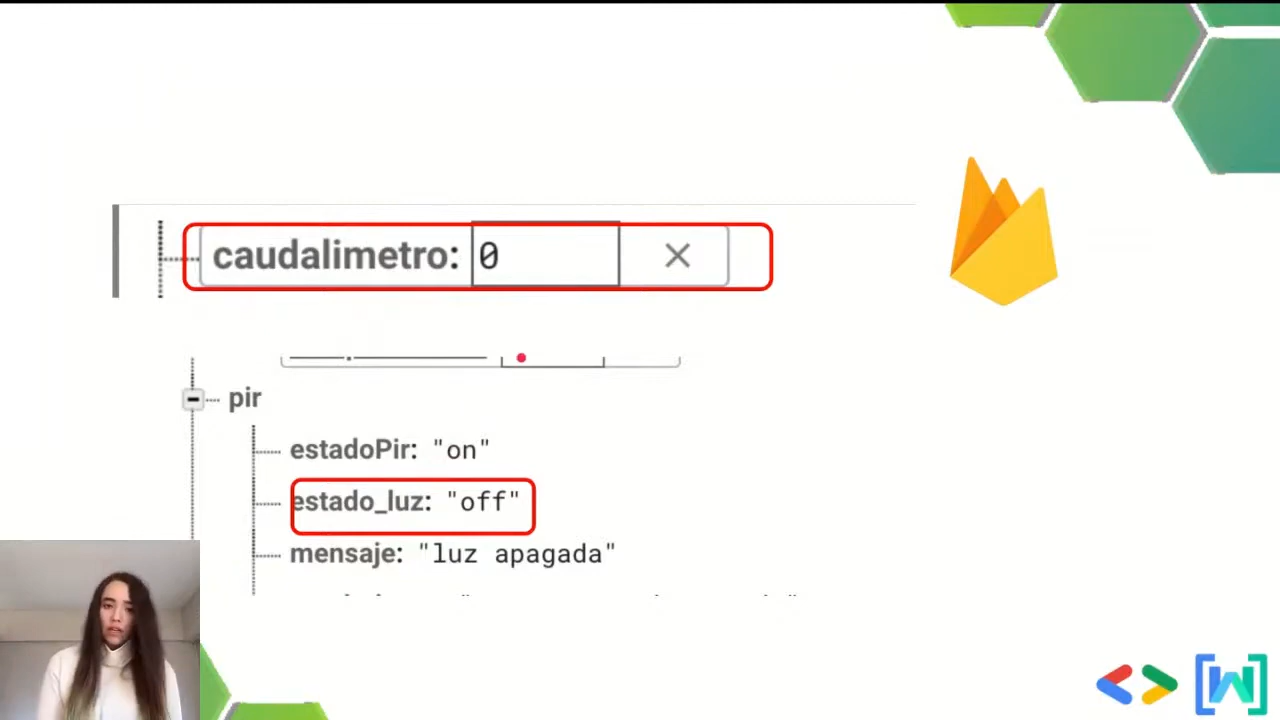 caudalimetro: 0
pir
estadoPir: "on"
estado_luz: "off"
mensaje: "luz apagada"